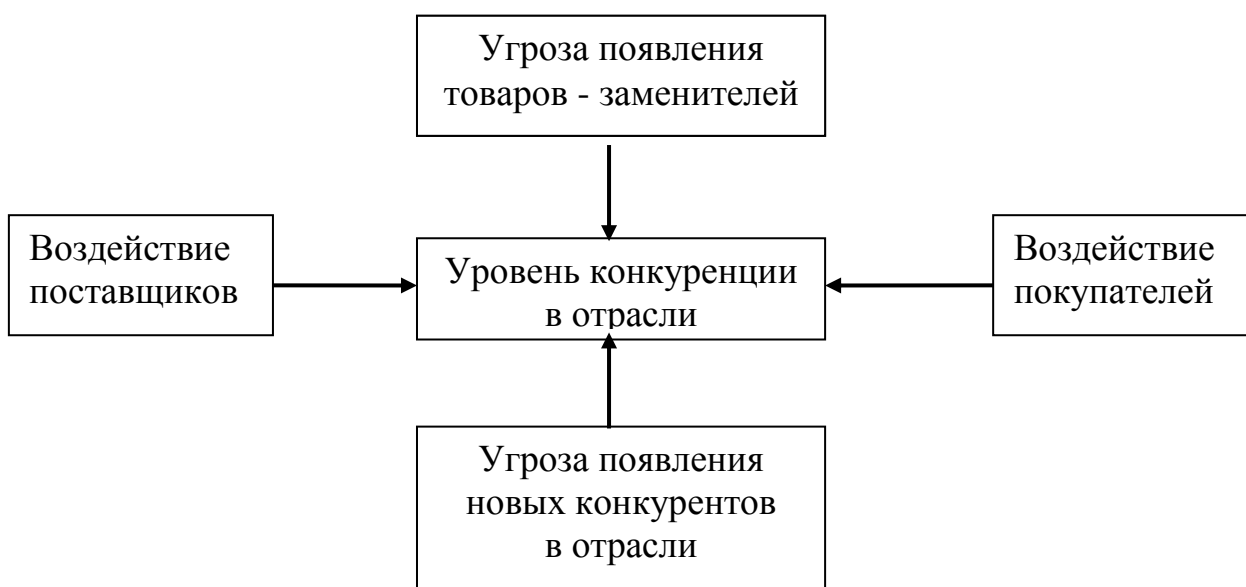 Угроза появления
товаров - заменителей
Воздействие
поставщиков
Уровень конкуренции
в отрасли
Воздействие
покупателей
Угроза появления
новых конкурентов
в отрасли